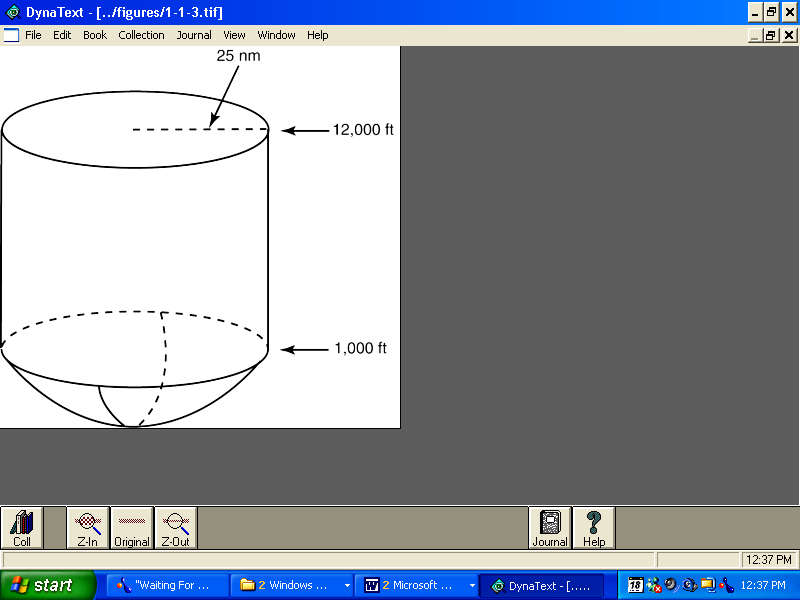 DynaText - [../figures/1-1-3.tif]
File Edit Book Collection Journal View Window Help
25 nm
12,000 ft
1,000 ft
Coll Z-In Original Z-Out Journal Help
12:37 PM
start "Waiting For ... 2 Windows ... 2 Microsoft ... DynaText - [..... 18 12:37 PM